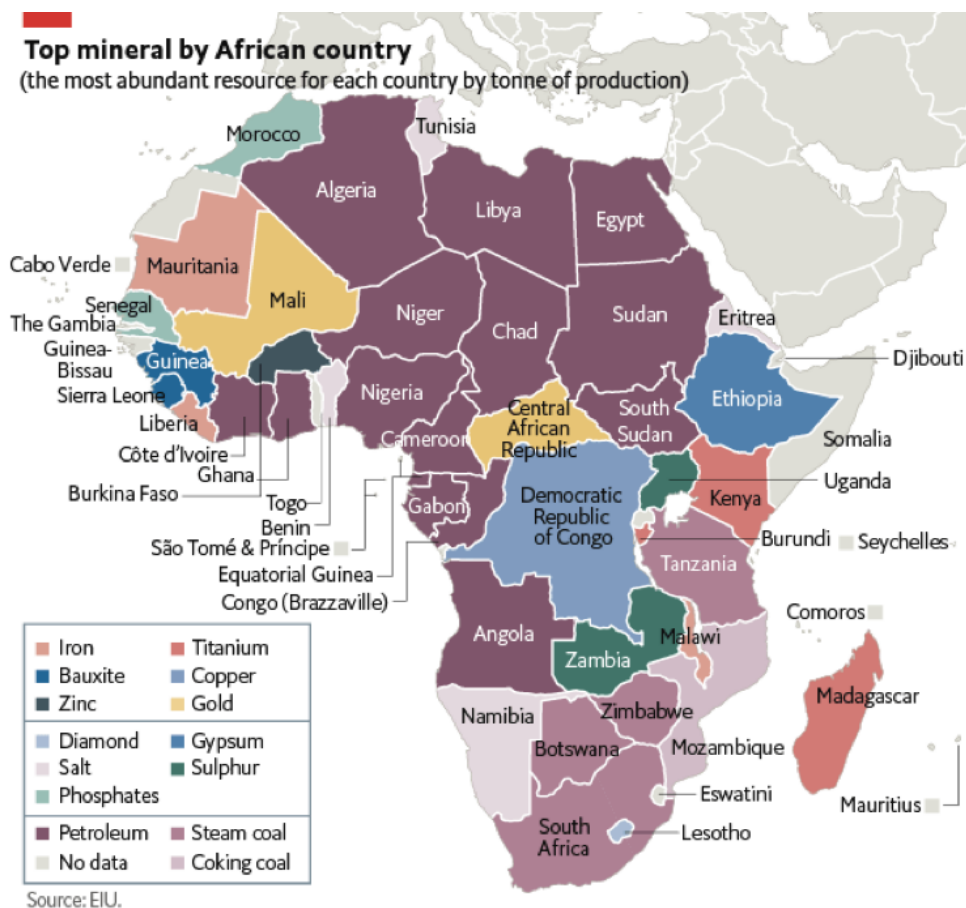 Top mineral by African country
(the most abundant resource for each country by tonne of production)
Morocco
Tunisia
Algeria
Libya
Egypt
Cabo Verde
Mauritania
Mali
Niger
Chad
Sudan
Eritrea
Senegal
The Gambia
Guinea-
Bissau
Guinea
Djibouti
Sierra Leone
Nigeria
Ethiopia
Liberia
Central
African
Republic
South
Sudan
Somalia
Côte d'Ivoire
Cameroon
Ghana
Burkina Faso
Uganda
Togo
Benin
Gabon
Democratic
Republic
of Congo
Kenya
São Tomé & Príncipe
Burundi
Seychelles
Equatorial Guinea
Tanzania
Congo (Brazzaville)
Comoros
Angola
Malawi
Zambia
Madagascar
Namibia
Zimbabwe
Botswana
Mozambique
Eswatini
Mauritius
South
Africa
Lesotho
Iron
Titanium
Bauxite
Copper
Zinc
Gold
Diamond
Gypsum
Salt
Sulphur
Phosphates
Petroleum
Steam coal
No data
Coking coal
Source: EIU.